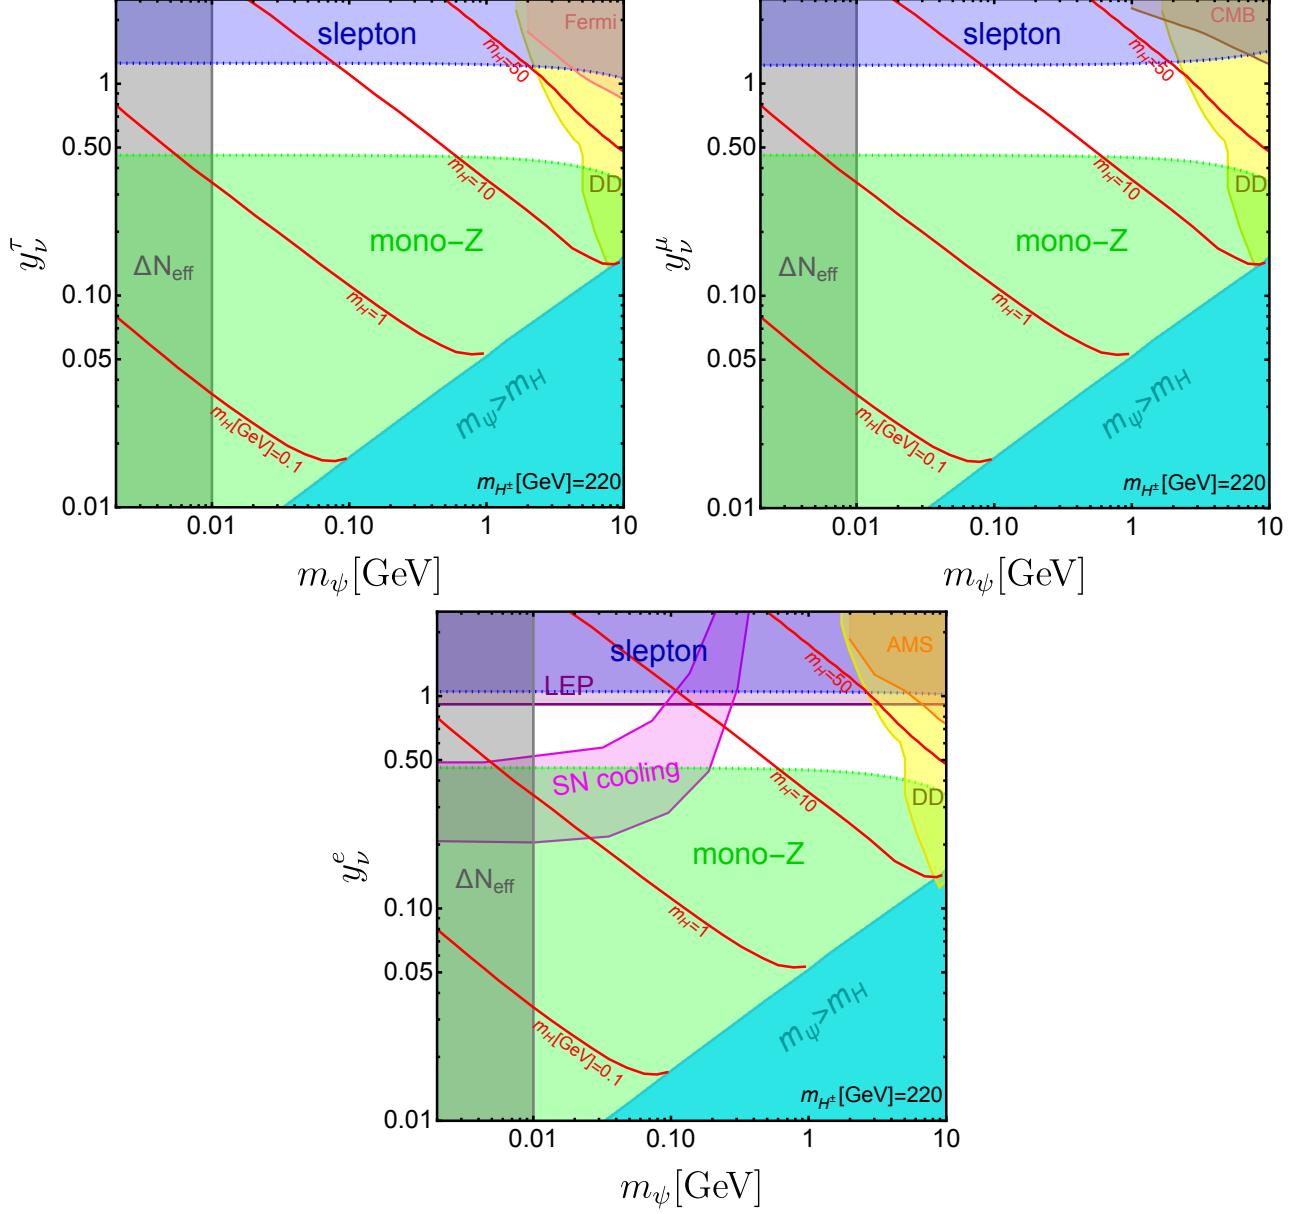 slepton
Fermi
m_H=50
1
0.50
DD
m_H=10
mono−Z
y_ν^τ
ΔN_eff
0.10
m_H=1
0.05
m_ψ>m_H
m_H[GeV]=0.1
m_H±[GeV]=220
0.01
0.01 0.10 1 10
m_ψ[GeV]
slepton
CMB
m_H=50
1
0.50
DD
m_H=10
mono−Z
y_ν^μ
ΔN_eff
0.10
m_H=1
0.05
m_ψ>m_H
m_H[GeV]=0.1
m_H±[GeV]=220
0.01
0.01 0.10 1 10
m_ψ[GeV]
slepton
AMS
m_H=50
LEP
1
0.50
SN cooling
DD
m_H=10
mono−Z
y_ν^e
ΔN_eff
0.10
m_H=1
0.05
m_ψ>m_H
m_H[GeV]=0.1
m_H±[GeV]=220
0.01
0.01 0.10 1 10
m_ψ[GeV]